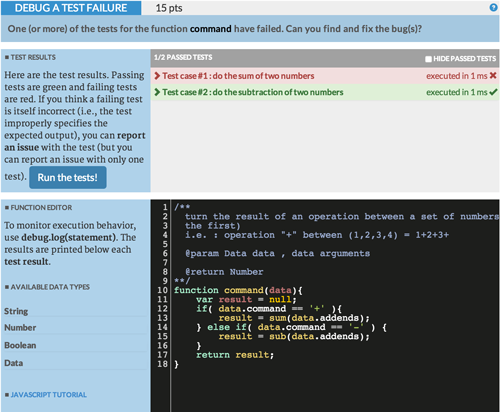 DEBUG A TEST FAILURE 15 pts ?
One (or more) of the tests for the function command have failed. Can you find and fix the bug(s)?
TEST RESULTS
Here are the test results. Passing
tests are green and failing tests
are red. If you think a failing test
is itself incorrect (i.e., the test
improperly specifies the
expected output), you can report
an issue with the test (but you
can report an issue with only one
test). Run the tests!
1/2 PASSED TESTS HIDE PASSED TESTS
Test case #1 : do the sum of two numbers executed in 1 ms
Test case #2 : do the subtraction of two numbers executed in 1 ms
FUNCTION EDITOR
To monitor execution behavior,
use debug.log(statement). The
results are printed below each
test result.
AVAILABLE DATA TYPES
String
Number
Boolean
Data
JAVASCRIPT TUTORIAL
1 /**
2 turn the result of an operation between a set of numbers
3 the first)
4 i.e. : operation "+" between (1,2,3,4) = 1+2+3+
5
6 @param Data data , data arguments
7
8 @return Number
9 **/
10 function command(data){
11 var result = null;
12 if( data.command == '+' ){
13 result = sum(data.addends);
14 } else if( data.command == '-' ) {
15 result = sub(data.addends);
16 }
17 return result;
18 }